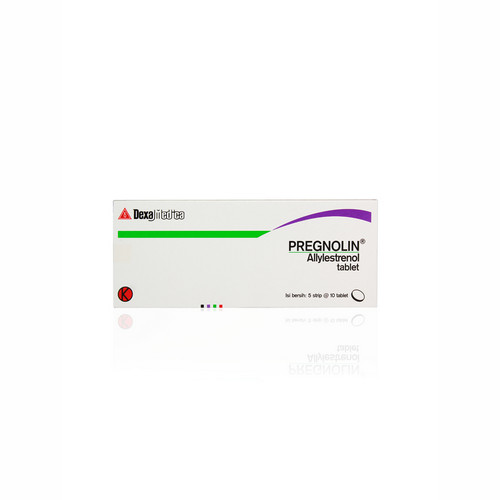 Dexa Medica
PREGNOLIN®
Allylestrenol
tablet
Isi bersih: 5 strip @ 10 tablet
K